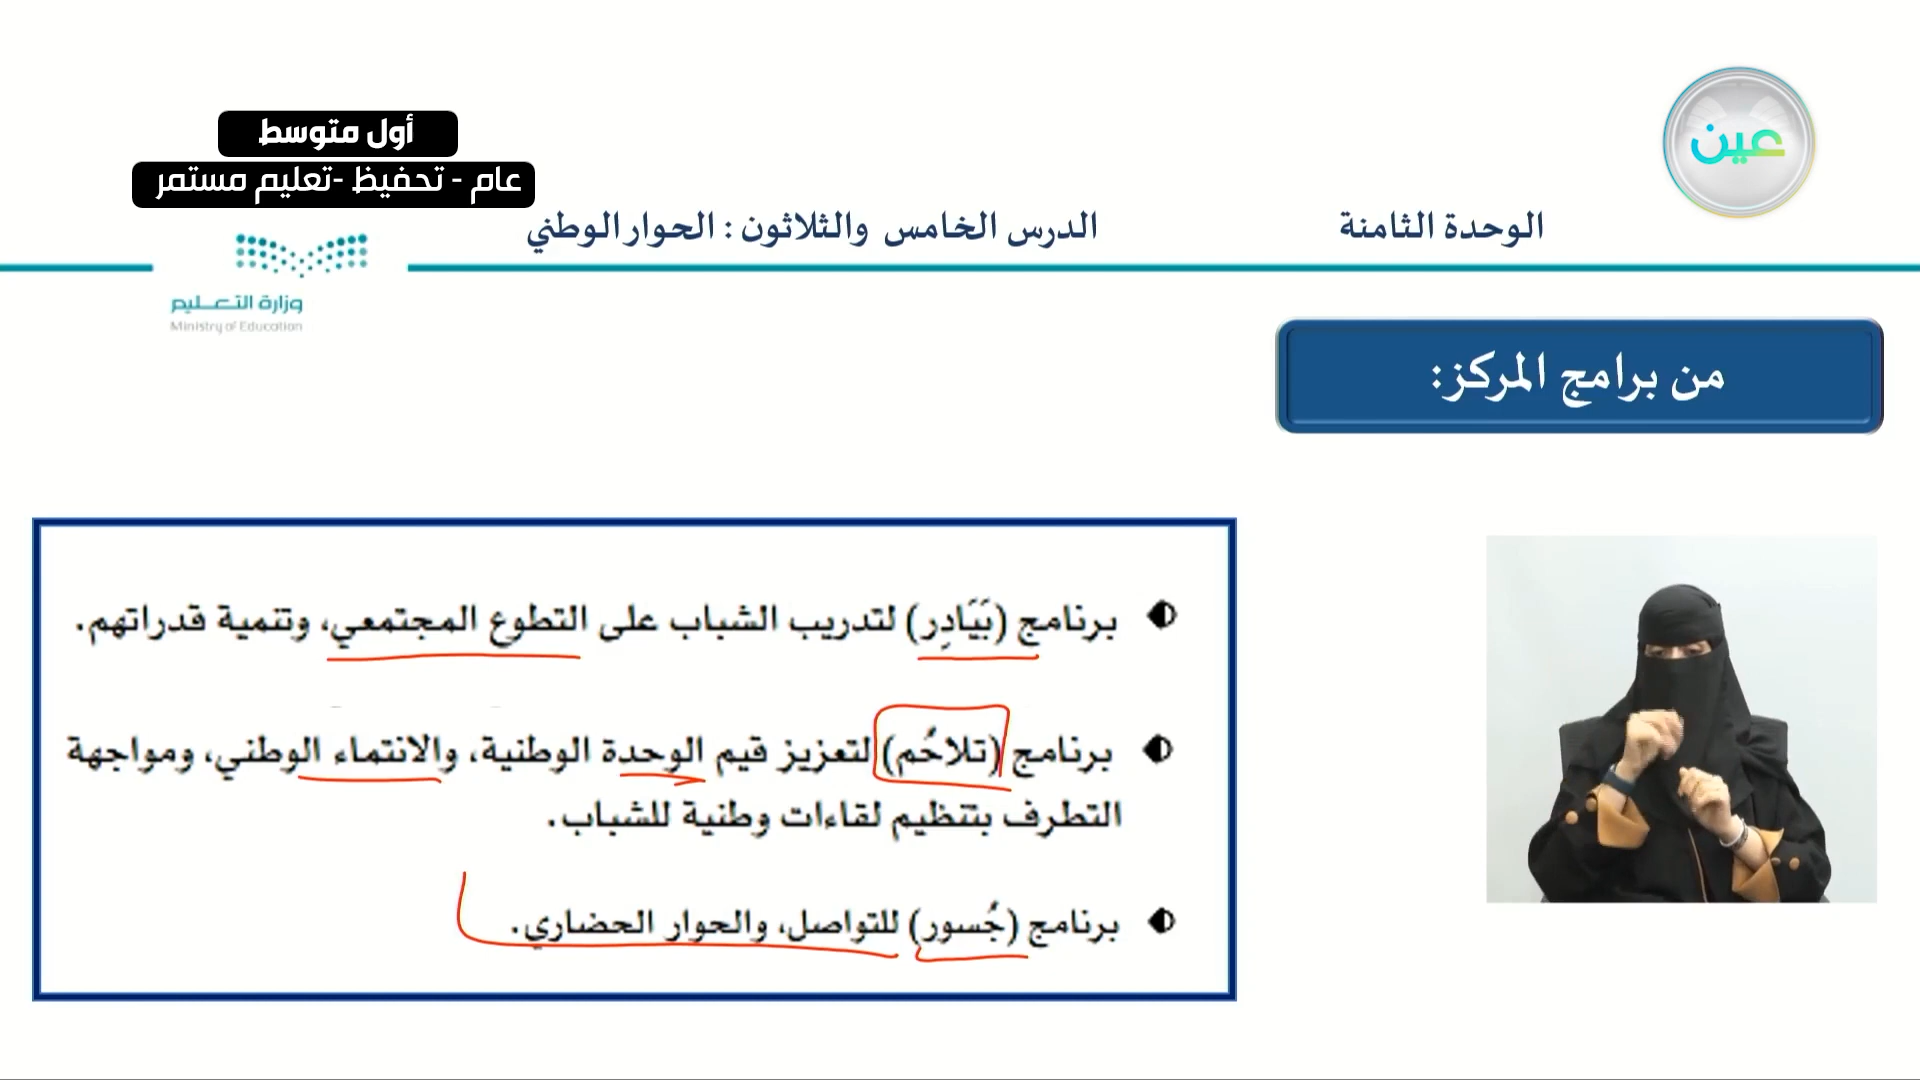 عين
أول متوسط
عام - تحفيظ -تعليم مستمر
الوحدة الثامنة
الدرس الخامس والثلاثون : الحوار الوطني
وزارة التعـــليم
Ministry of Education
من برامج المركز:
برنامج (بَيَادِر) لتدريب الشباب على التطوع المجتمعي، وتنمية قدراتهم.
برنامج (تلاحُم) لتعزيز قيم الوحدة الوطنية، والانتماء الوطني، ومواجهة
التطرف بتنظيم لقاءات وطنية للشباب.
برنامج (جُسور) للتواصل، والحوار الحضاري.